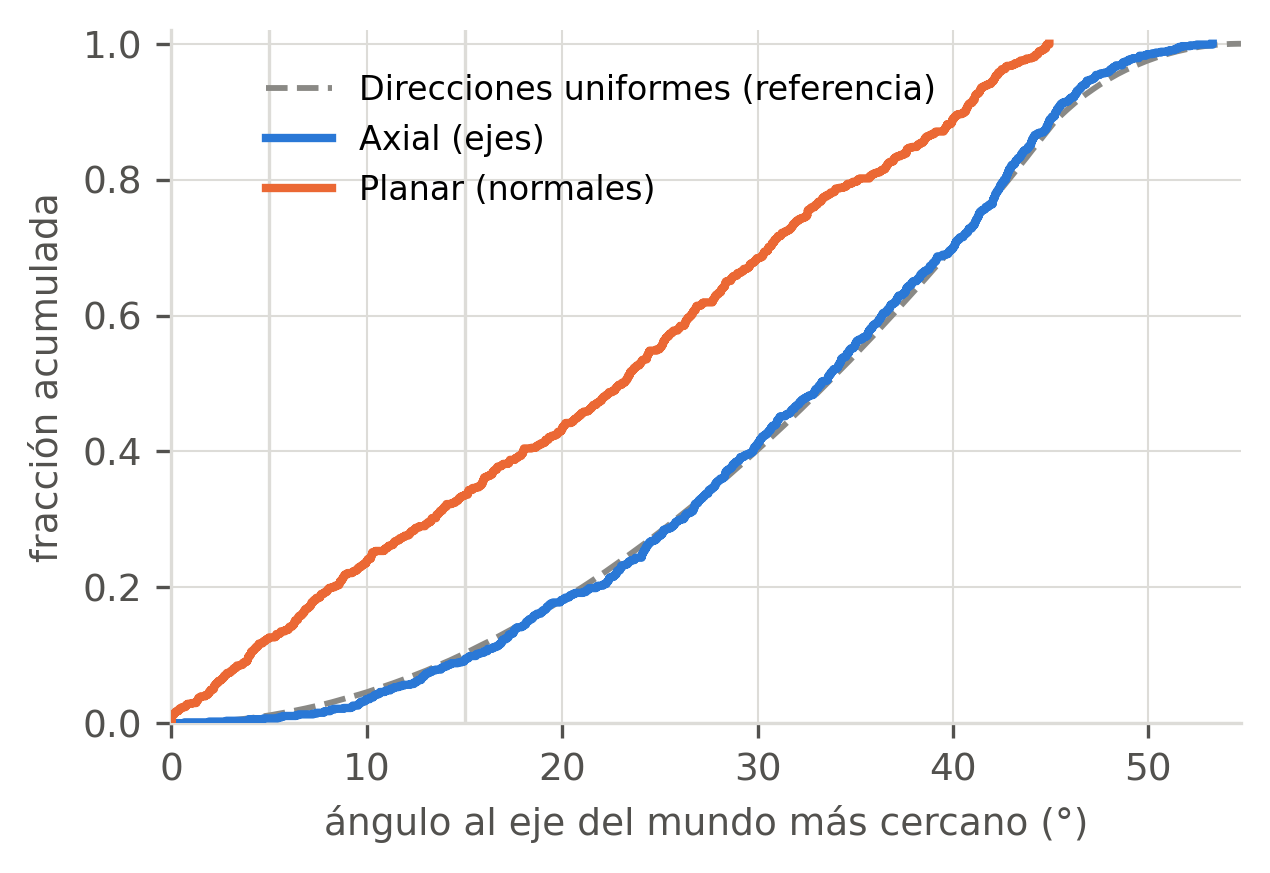 1.0
0.8
0.6
0.4
0.2
0.0
fracción acumulada
Direcciones uniformes (referencia)
Axial (ejes)
Planar (normales)
0 10 20 30 40 50
ángulo al eje del mundo más cercano (°)